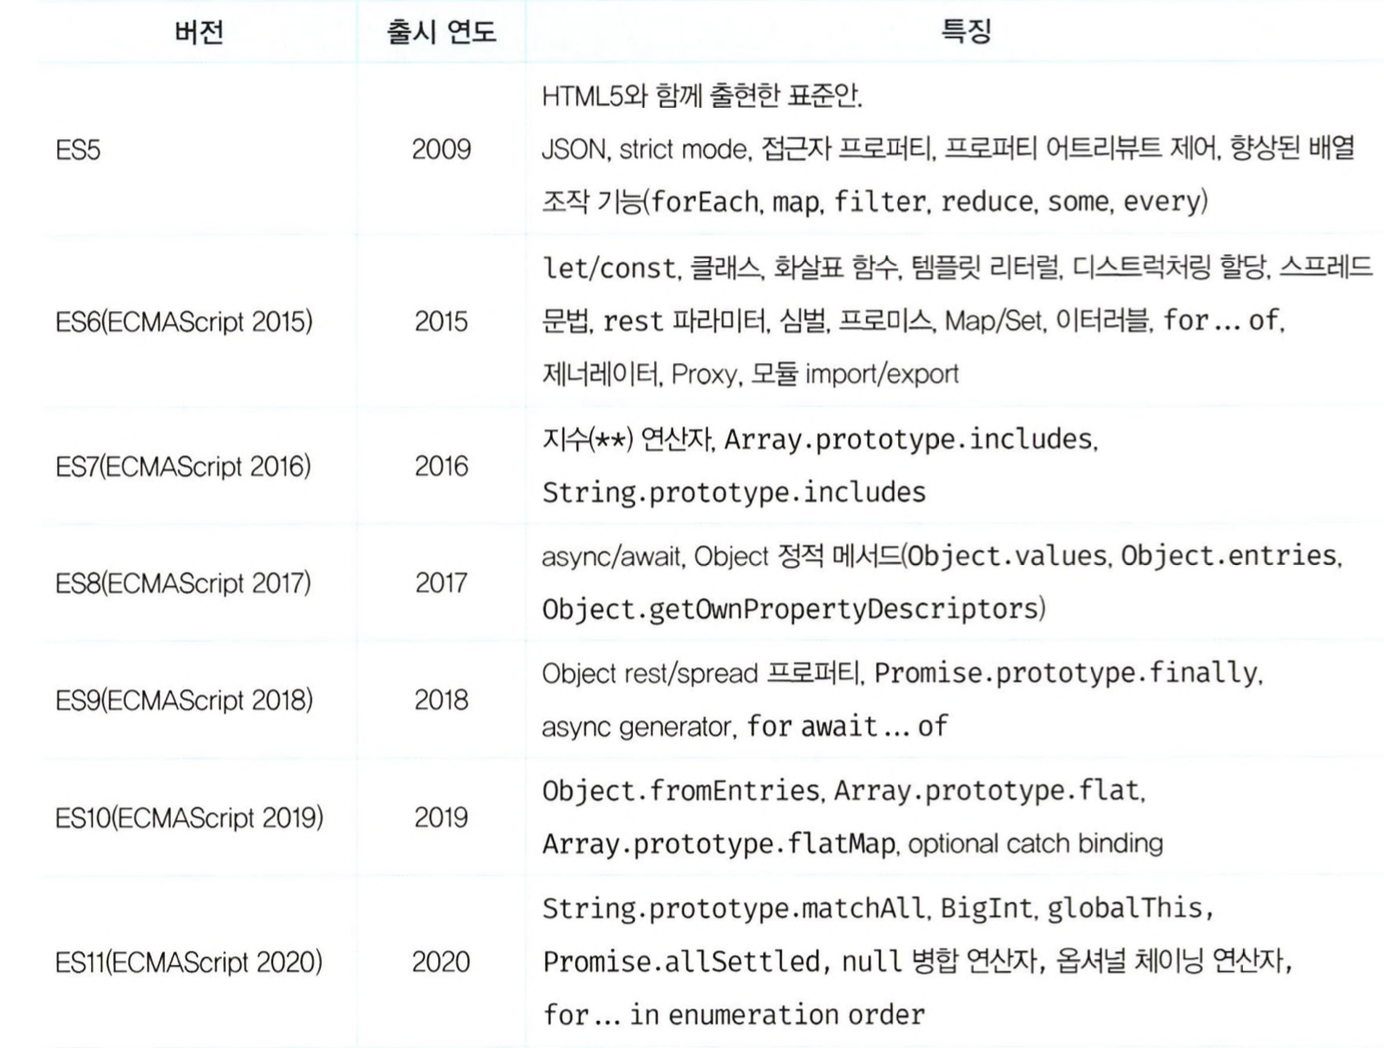 버전 출시 연도 특징
HTML5와 함께 출현한 표준안.
ES5 2009 JSON, strict mode, 접근자 프로퍼티, 프로퍼티 어트리뷰트 제어, 향상된 배열
조작 기능(forEach, map, filter, reduce, some, every)
let/const, 클래스, 화살표 함수, 템플릿 리터럴, 디스트럭처링 할당, 스프레드
ES6(ECMAScript 2015) 2015 문법, rest 파라미터, 심벌, 프로미스, Map/Set, 이터러블, for...of,
제너레이터, Proxy, 모듈 import/export
ES7(ECMAScript 2016) 2016 지수(**) 연산자, Array.prototype.includes,
String.prototype.includes
ES8(ECMAScript 2017) 2017 async/await, Object 정적 메서드(Object.values, Object.entries,
Object.getOwnPropertyDescriptors)
ES9(ECMAScript 2018) 2018 Object rest/spread 프로퍼티, Promise.prototype.finally,
async generator, for await...of
ES10(ECMAScript 2019) 2019 Object.fromEntries, Array.prototype.flat,
Array.prototype.flatMap, optional catch binding
String.prototype.matchAll, BigInt, globalThis,
ES11(ECMAScript 2020) 2020 Promise.allSettled, null 병합 연산자, 옵셔널 체이닝 연산자,
for...in enumeration order